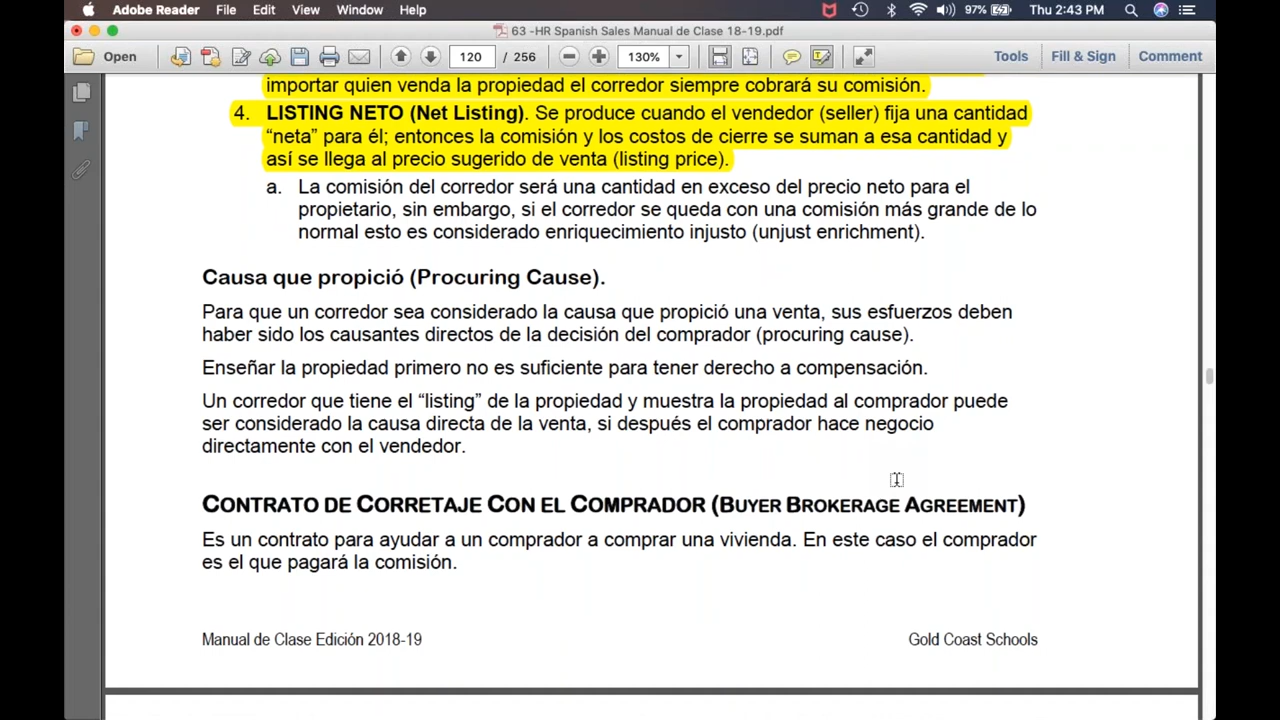 Adobe Reader File Edit View Window Help 97% Thu 2:43 PM
63 -HR Spanish Sales Manual de Clase 18-19.pdf
Open 120 / 256 130% Tools Fill & Sign Comment
importar quien venda la propiedad el corredor siempre cobrará su comisión.
4. LISTING NETO (Net Listing). Se produce cuando el vendedor (seller) fija una cantidad
“neta” para él; entonces la comisión y los costos de cierre se suman a esa cantidad y
así se llega al precio sugerido de venta (listing price).
a. La comisión del corredor será una cantidad en exceso del precio neto para el
propietario, sin embargo, si el corredor se queda con una comisión más grande de lo
normal esto es considerado enriquecimiento injusto (unjust enrichment).
Causa que propició (Procuring Cause).
Para que un corredor sea considerado la causa que propició una venta, sus esfuerzos deben
haber sido los causantes directos de la decisión del comprador (procuring cause).
Enseñar la propiedad primero no es suficiente para tener derecho a compensación.
Un corredor que tiene el “listing” de la propiedad y muestra la propiedad al comprador puede
ser considerado la causa directa de la venta, si después el comprador hace negocio
directamente con el vendedor.
CONTRATO DE CORRETAJE CON EL COMPRADOR (BUYER BROKERAGE AGREEMENT)
Es un contrato para ayudar a un comprador a comprar una vivienda. En este caso el comprador
es el que pagará la comisión.
Manual de Clase Edición 2018-19 Gold Coast Schools